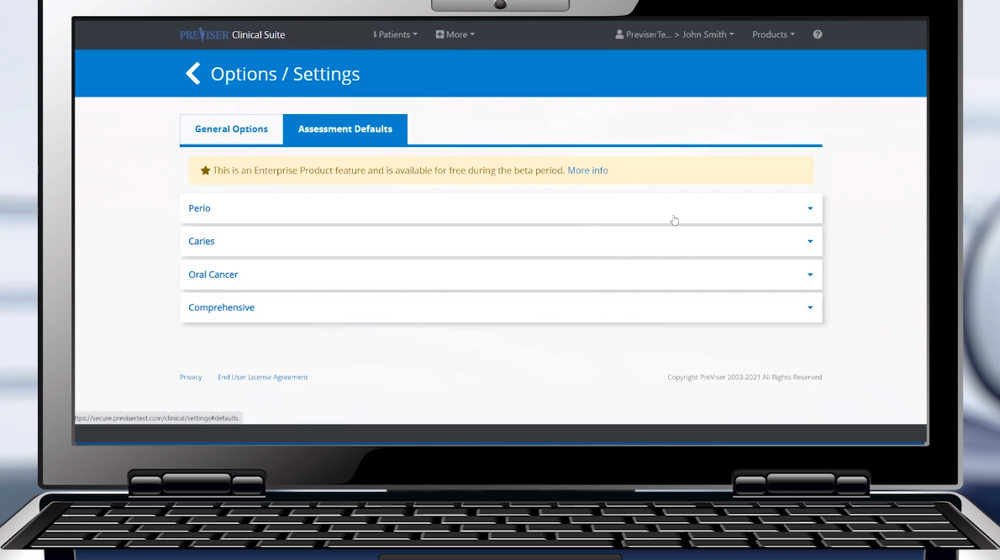 PREVISER Clinical Suite
Patients
More
PreviserTe... > John Smith
Products
?
Options / Settings
General Options
Assessment Defaults
This is an Enterprise Product feature and is available for free during the beta period. More info
Perio
Caries
Oral Cancer
Comprehensive
Privacy
End User License Agreement
Copyright PreViser 2003-2021 All Rights Reserved
ttps://secure.previsertest.com/clinical/settings#defaults